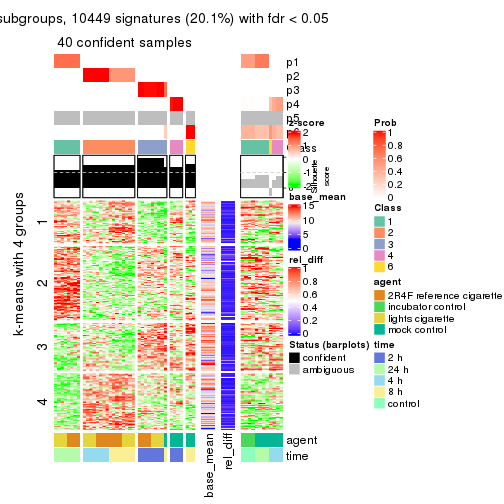 subgroups, 10449 signatures (20.1%) with fdr < 0.05
40 confident samples
p1
p2
p3
p4
p5
k-means with 4 groups
1
2
3
4
base_mean
rel_diff
agent
time
z-score
2
1
0
Silhouette
score
base_mean
15
10
5
0
rel_diff
1
0.8
0.6
0.4
0.2
0
Status (barplots)
confident
ambiguous
Prob
1
0.8
0.6
0.4
0.2
0
Class
1
2
3
4
6
agent
2R4F reference cigarette
incubator control
lights cigarette
mock control
time
2 h
24 h
4 h
8 h
control